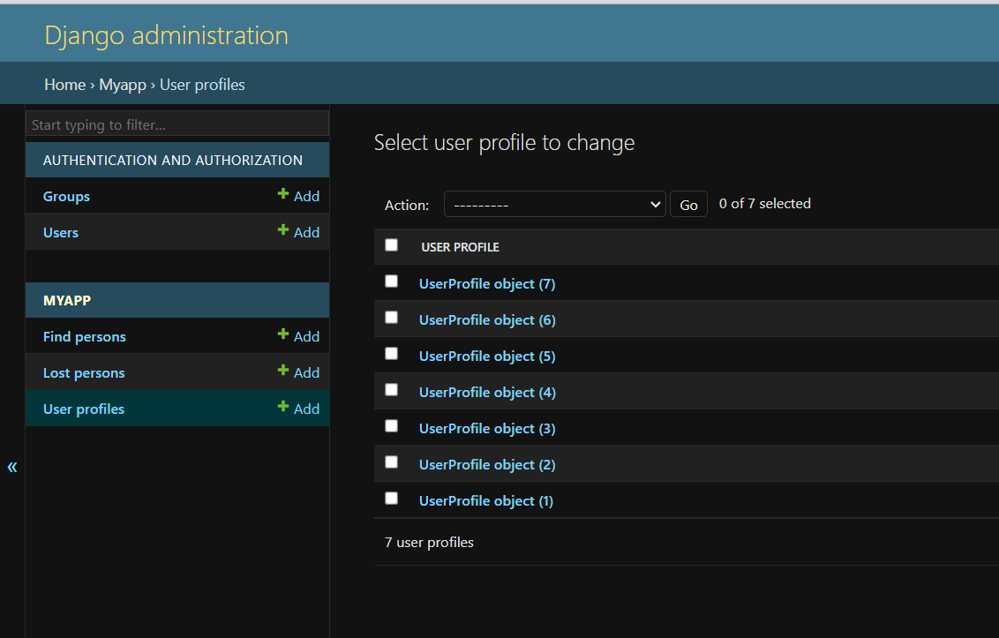 Django administration
Home › Myapp › User profiles
Start typing to filter...
AUTHENTICATION AND AUTHORIZATION
Groups Add
Users Add
MYAPP
Find persons Add
Lost persons Add
User profiles Add
«
Select user profile to change
Action: --------- Go 0 of 7 selected
USER PROFILE
UserProfile object (7)
UserProfile object (6)
UserProfile object (5)
UserProfile object (4)
UserProfile object (3)
UserProfile object (2)
UserProfile object (1)
7 user profiles